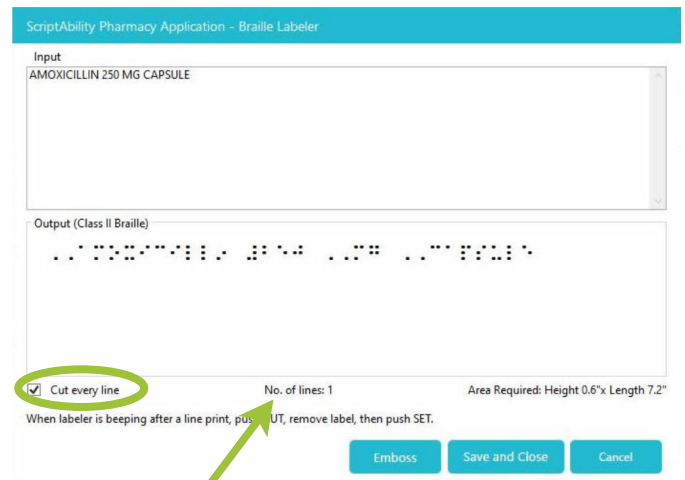 ScriptAbility Pharmacy Application - Braille Labeler
Input
AMOXICILLIN 250 MG CAPSULE
Output (Class II Braille)
⠠⠠⠁⠍⠕⠭⠊⠉⠊⠇⠇⠔ ⠼⠃⠑⠚ ⠠⠠⠍⠛ ⠠⠠⠉⠁⠏⠎⠥⠇⠑
Cut every line No. of lines: 1 Area Required: Height 0.6"x Length 7.2"
When labeler is beeping after a line print, remove label, then push SET.
Emboss Save and Close Cancel